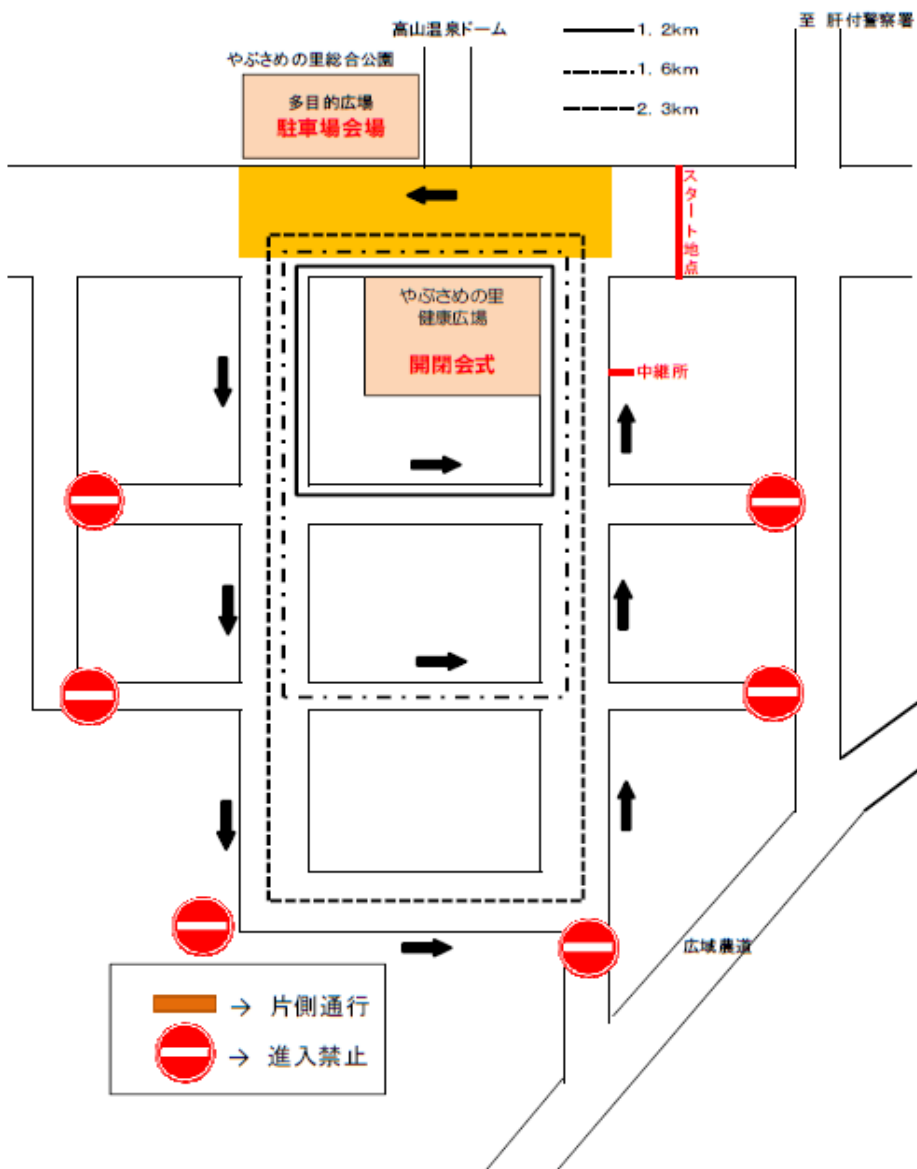 至 肝付警察署
高山温泉ドーム
1. 2km
1. 6km
2. 3km
やぶさめの里総合公園
多目的広場
駐車場会場
スタート地点
やぶさめの里
健康広場
開閉会式
中継所
広域農道
→ 片側通行
→ 進入禁止